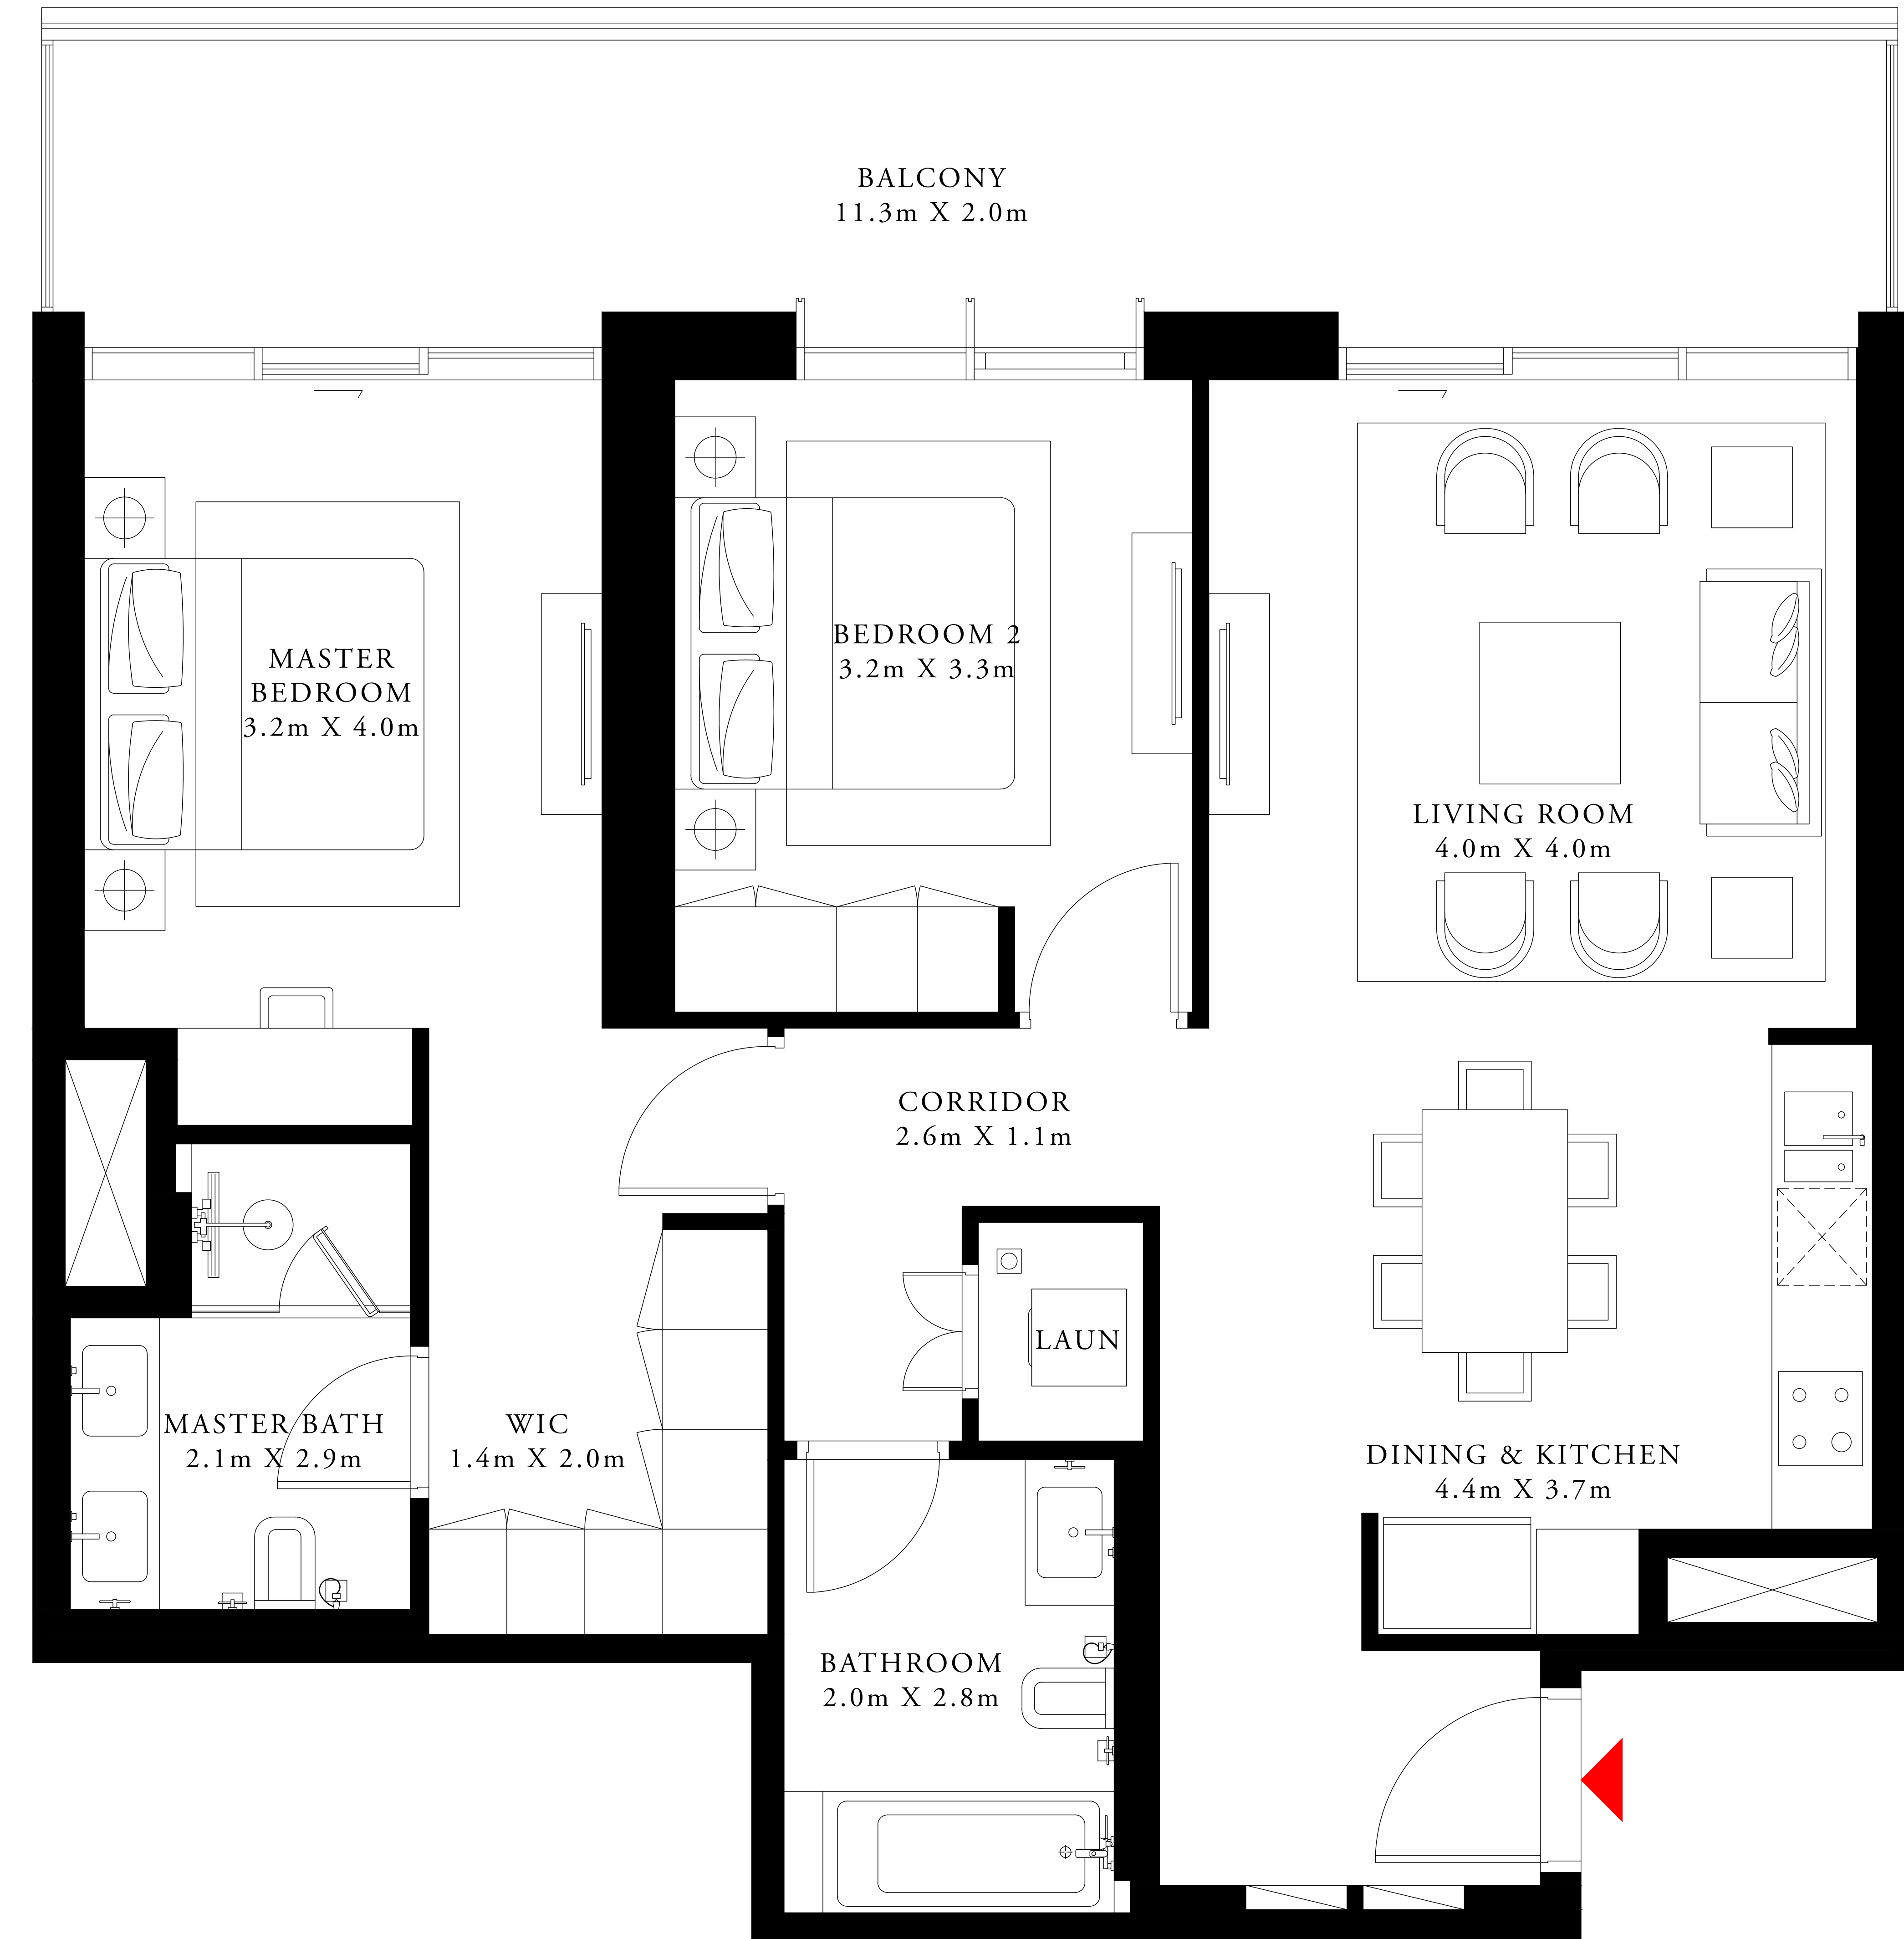 BALCONY
11.3m X 2.0m
MASTER
BEDROOM
3.2m X 4.0m
BEDROOM 2
3.2m X 3.3m
LIVING ROOM
4.0m X 4.0m
CORRIDOR
2.6m X 1.1m
LAUN
MASTER BATH
2.1m X 2.9m
WIC
1.4m X 2.0m
DINING & KITCHEN
4.4m X 3.7m
BATHROOM
2.0m X 2.8m